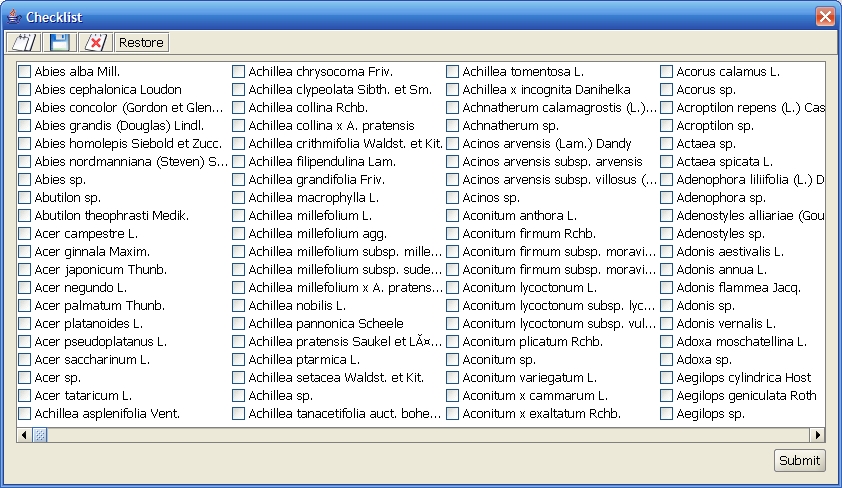 Checklist
Restore
Abies alba Mill.
Abies cephalonica Loudon
Abies concolor (Gordon et Glen...
Abies grandis (Douglas) Lindl.
Abies homolepis Siebold et Zucc.
Abies nordmanniana (Steven) S...
Abies sp.
Abutilon sp.
Abutilon theophrasti Medik.
Acer campestre L.
Acer ginnala Maxim.
Acer japonicum Thunb.
Acer negundo L.
Acer palmatum Thunb.
Acer platanoides L.
Acer pseudoplatanus L.
Acer saccharinum L.
Acer sp.
Acer tataricum L.
Achillea asplenifolia Vent.
Achillea chrysocoma Friv.
Achillea clypeolata Sibth. et Sm.
Achillea collina Rchb.
Achillea collina x A. pratensis
Achillea crithmifolia Waldst. et Kit.
Achillea filipendulina Lam.
Achillea grandifolia Friv.
Achillea macrophylla L.
Achillea millefolium L.
Achillea millefolium agg.
Achillea millefolium subsp. mille...
Achillea millefolium subsp. sude...
Achillea millefolium x A. pratens...
Achillea nobilis L.
Achillea pannonica Scheele
Achillea pratensis Saukel et LÃ¤...
Achillea ptarmica L.
Achillea setacea Waldst. et Kit.
Achillea sp.
Achillea tanacetifolia auct. bohe...
Achillea tomentosa L.
Achillea x incognita Danihelka
Achnatherum calamagrostis (L.)...
Achnatherum sp.
Acinos arvensis (Lam.) Dandy
Acinos arvensis subsp. arvensis
Acinos arvensis subsp. villosus (...
Acinos sp.
Aconitum anthora L.
Aconitum firmum Rchb.
Aconitum firmum subsp. moravi...
Aconitum firmum subsp. moravi...
Aconitum lycoctonum L.
Aconitum lycoctonum subsp. lyc...
Aconitum lycoctonum subsp. vul...
Aconitum plicatum Rchb.
Aconitum sp.
Aconitum variegatum L.
Aconitum x cammarum L.
Aconitum x exaltatum Rchb.
Acorus calamus L.
Acorus sp.
Acroptilon repens (L.) Cas
Acroptilon sp.
Actaea sp.
Actaea spicata L.
Adenophora liliifolia (L.) D
Adenophora sp.
Adenostyles alliariae (Gou
Adenostyles sp.
Adonis aestivalis L.
Adonis annua L.
Adonis flammea Jacq.
Adonis sp.
Adonis vernalis L.
Adoxa moschatellina L.
Adoxa sp.
Aegilops cylindrica Host
Aegilops geniculata Roth
Aegilops sp.
Submit